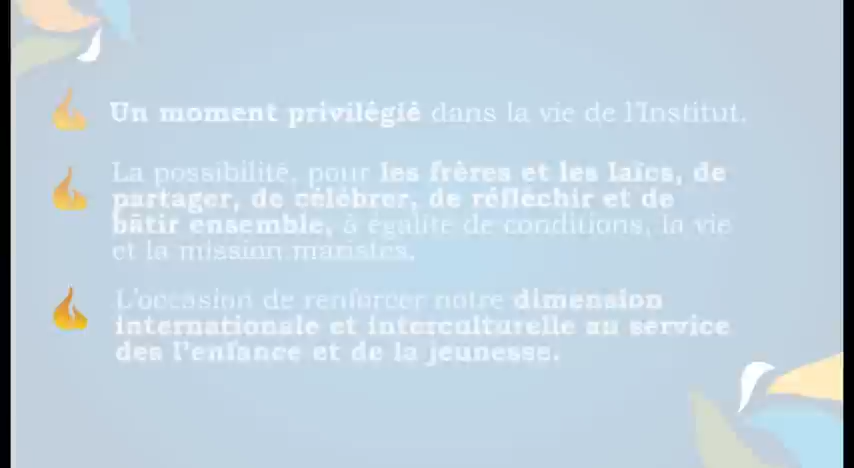 Un moment privilégié dans la vie de l'Institut.
La possibilité, pour les frères et les laïcs, de
partager, de célébrer, de réfléchir et de
bâtir ensemble, à égalité de conditions, la vie
et la mission maristes.
L'occasion de renforcer notre dimension
internationale et interculturelle au service
des l'enfance et de la jeunesse.